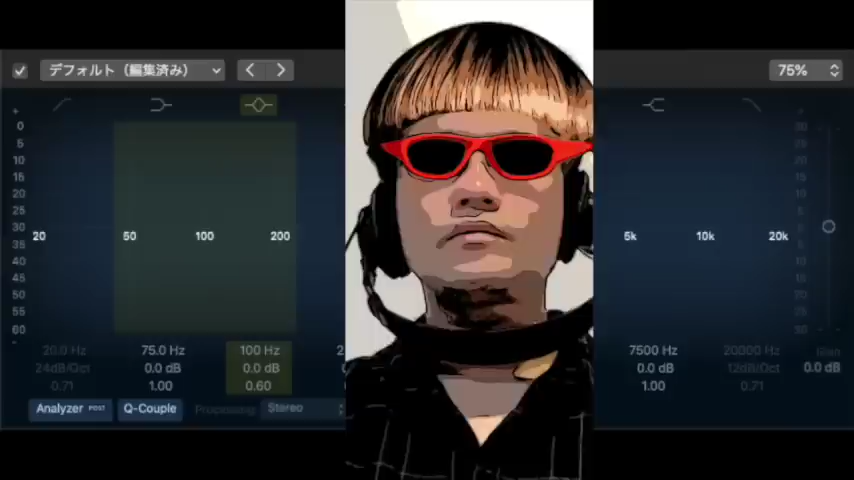 デフォルト（編集済み）
75%
+
0
5
10
15
20
25
30
35
40
45
50
55
60
-
20
50
100
200
5k
10k
20k
+
30
25
20
15
10
5
0
5
10
15
20
25
30
-
20.0 Hz
75.0 Hz
100 Hz
2
7500 Hz
20000 Hz
Gain
24dB/Oct
0.0 dB
0.0 dB
0.0 dB
12dB/Oct
0.0 dB
0.71
1.00
0.60
1.00
0.71
Analyzer POST
Q-Couple
Processing:
Stereo